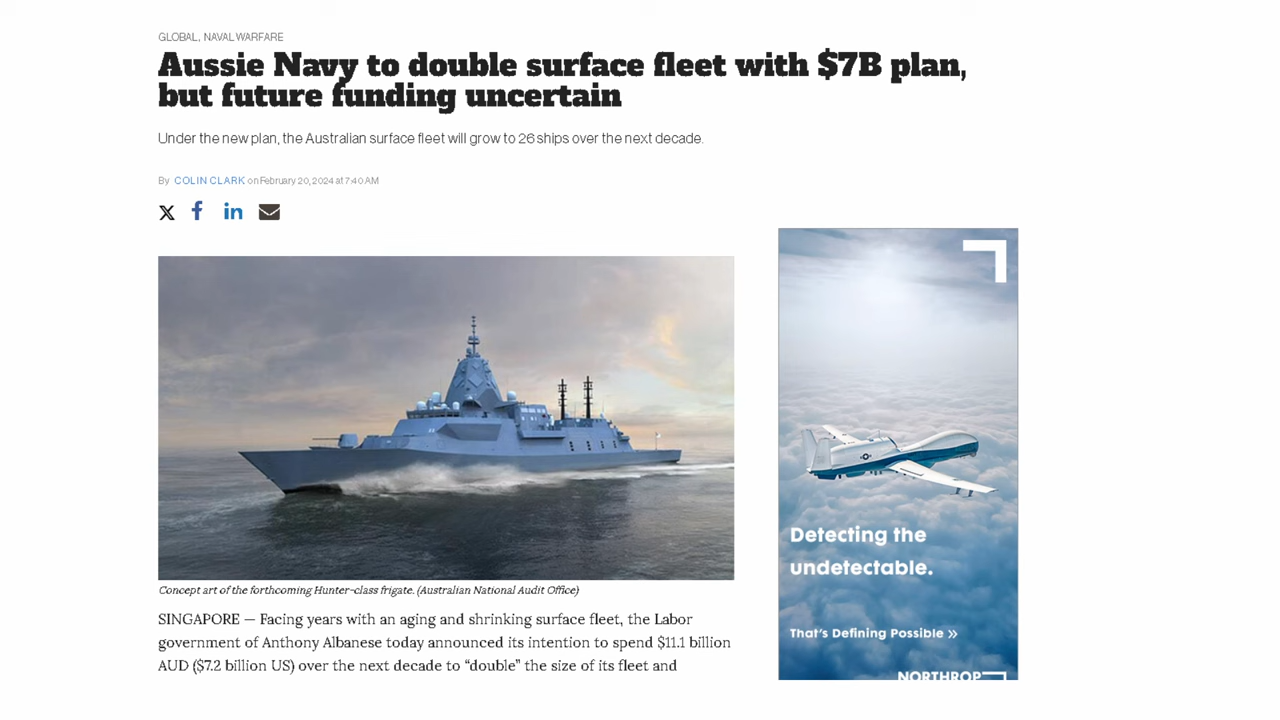 GLOBAL, NAVAL WARFARE
Aussie Navy to double surface fleet with $7B plan,
but future funding uncertain
Under the new plan, the Australian surface fleet will grow to 26 ships over the next decade.
By COLIN CLARK on February 20, 2024 at 7:40 AM
Concept art of the forthcoming Hunter-class frigate. (Australian National Audit Office)
SINGAPORE — Facing years with an aging and shrinking surface fleet, the Labor
government of Anthony Albanese today announced its intention to spend $11.1 billion
AUD ($7.2 billion US) over the next decade to “double” the size of its fleet and
Detecting the
undetectable.
That's Defining Possible »
NORTHROP